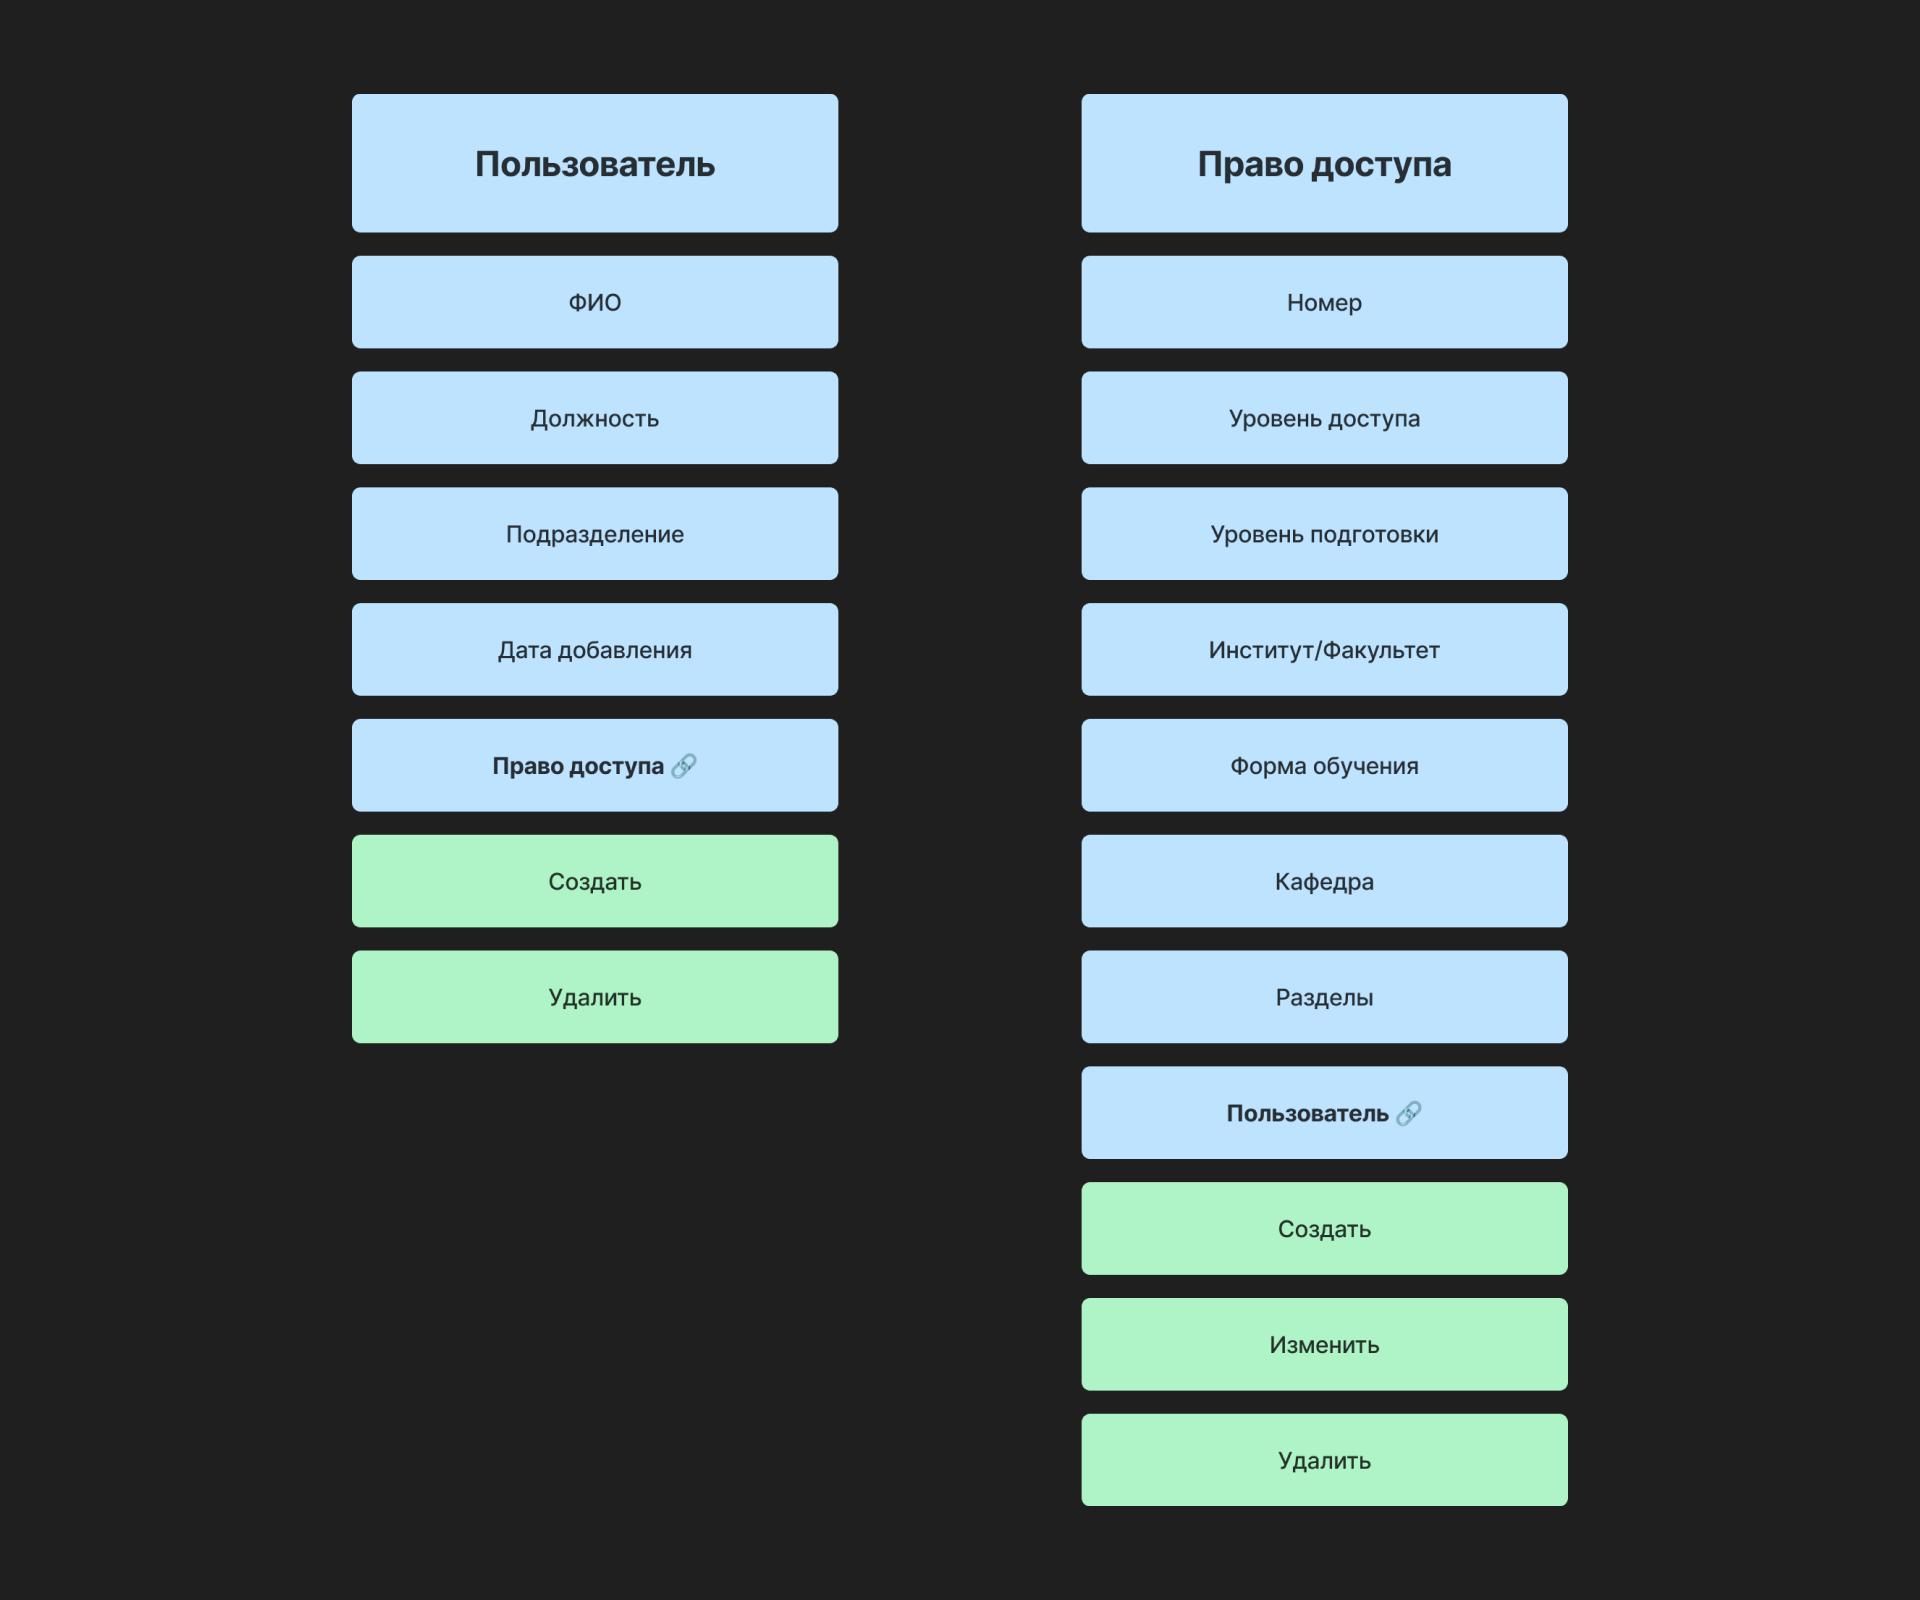 Пользователь
ФИО
Должность
Подразделение
Дата добавления
Право доступа 🔗
Создать
Удалить
Право доступа
Номер
Уровень доступа
Уровень подготовки
Институт/Факультет
Форма обучения
Кафедра
Разделы
Пользователь 🔗
Создать
Изменить
Удалить